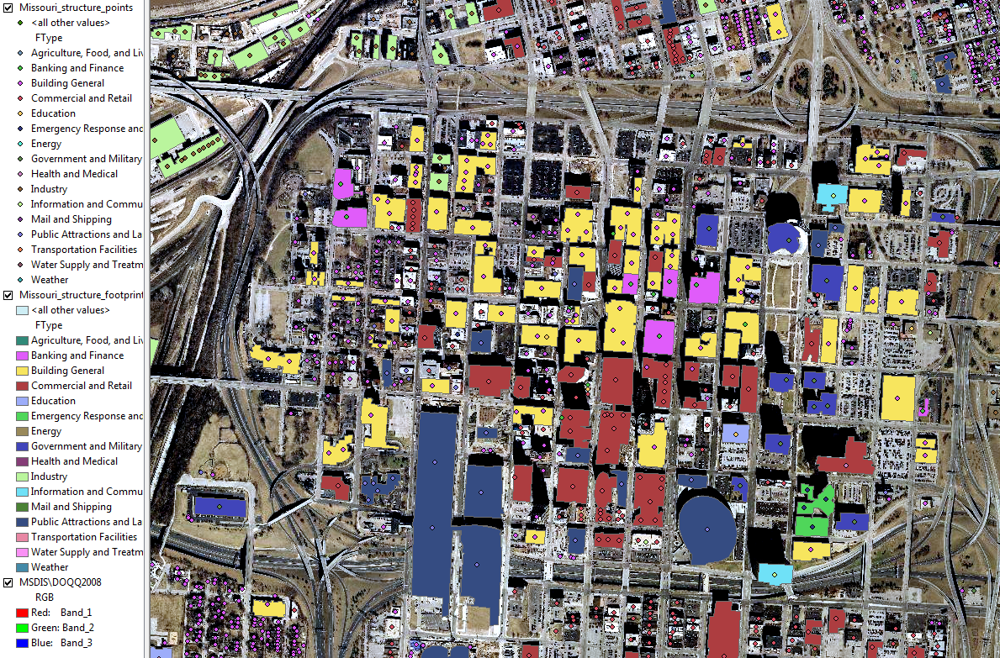 Missouri_structure_points
<all other values>
FType
Agriculture, Food, and Liv
Banking and Finance
Building General
Commercial and Retail
Education
Emergency Response and
Energy
Government and Military
Health and Medical
Industry
Information and Commu
Mail and Shipping
Public Attractions and La
Transportation Facilities
Water Supply and Treatm
Weather
Missouri_structure_footprint
<all other values>
FType
Agriculture, Food, and Liv
Banking and Finance
Building General
Commercial and Retail
Education
Emergency Response and
Energy
Government and Military
Health and Medical
Industry
Information and Commu
Mail and Shipping
Public Attractions and La
Transportation Facilities
Water Supply and Treatm
Weather
MSDIS\DOQQ2008
RGB
Red: Band_1
Green: Band_2
Blue: Band_3